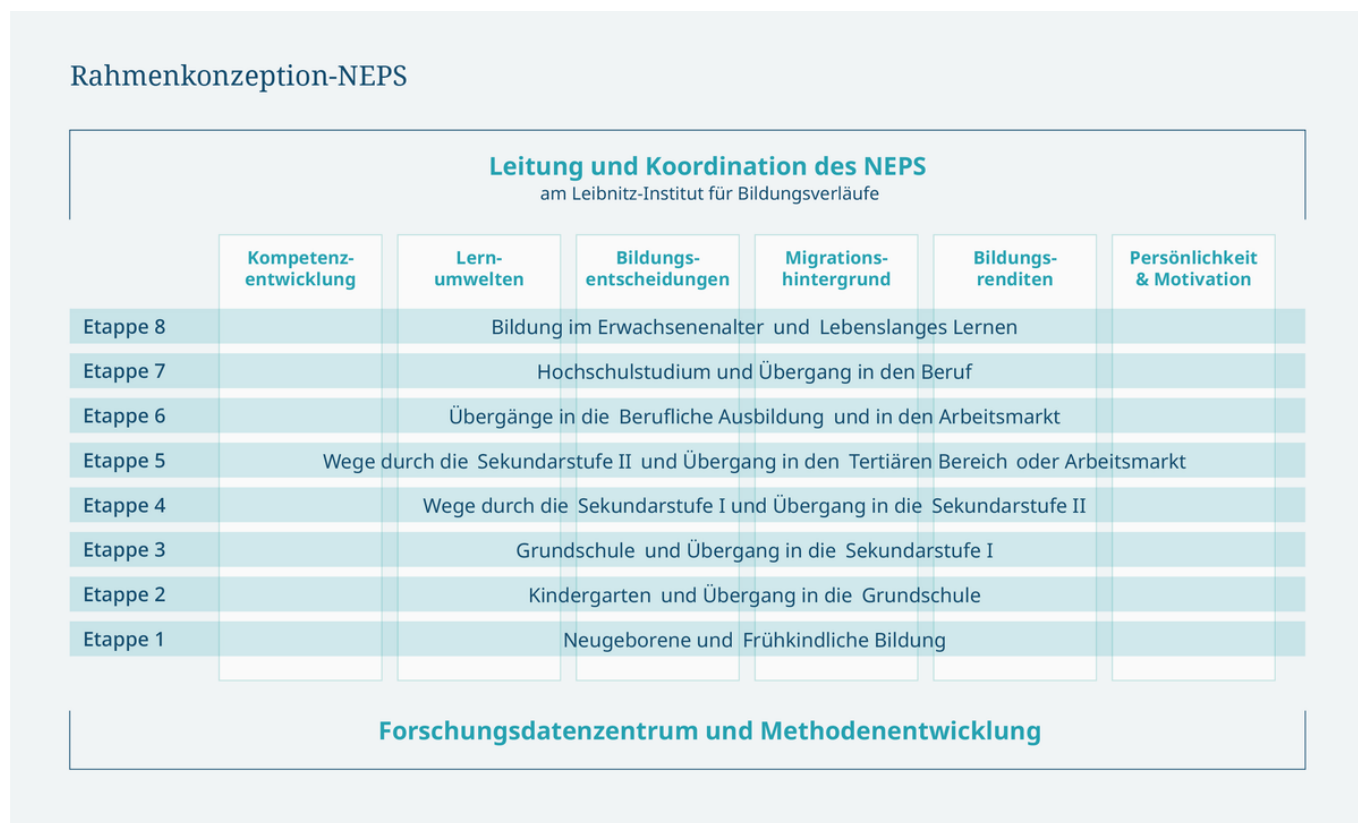 Rahmenkonzeption-NEPS
Leitung und Koordination des NEPS
am Leibnitz-Institut für Bildungsverläufe
Kompetenz-
entwicklung
Lern-
umwelten
Bildungs-
entscheidungen
Migrations-
hintergrund
Bildungs-
renditen
Persönlichkeit
& Motivation
Etappe 8 Bildung im Erwachsenenalter und Lebenslanges Lernen
Etappe 7 Hochschulstudium und Übergang in den Beruf
Etappe 6 Übergänge in die Berufliche Ausbildung und in den Arbeitsmarkt
Etappe 5 Wege durch die Sekundarstufe II und Übergang in den Tertiären Bereich oder Arbeitsmarkt
Etappe 4 Wege durch die Sekundarstufe I und Übergang in die Sekundarstufe II
Etappe 3 Grundschule und Übergang in die Sekundarstufe I
Etappe 2 Kindergarten und Übergang in die Grundschule
Etappe 1 Neugeborene und Frühkindliche Bildung
Forschungsdatenzentrum und Methodenentwicklung